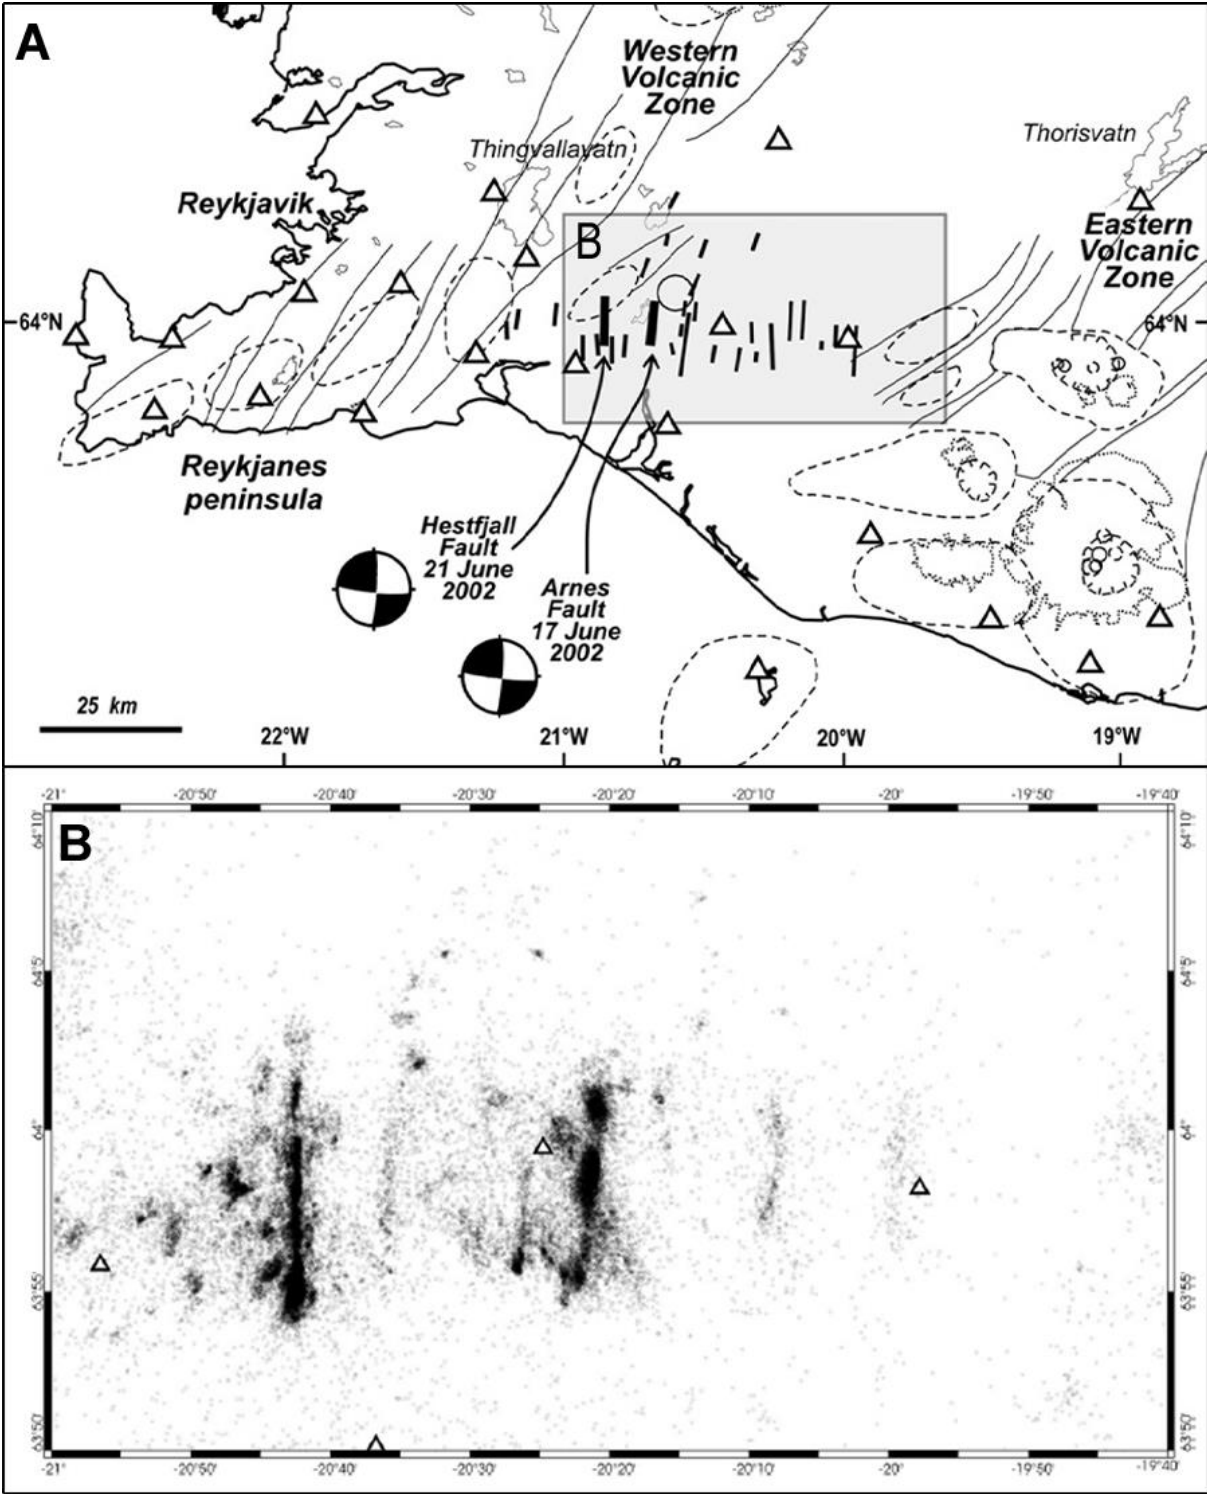 A
Western
Volcanic
Zone
Thingvallavatn
Thorisvatn
Reykjavik
B
Eastern
Volcanic
Zone
64°N
64°N
Reykjanes
peninsula
Hestfjall
Fault
21 June
2002
Arnes
Fault
17 June
2002
25 km
22°W
21°W
20°W
19°W
-21°
-20°50'
-20°40'
-20°30'
-20°20'
-20°10'
-20°
-19°50'
-19°40'
B
64°10'
64°10'
64°5'
64°5'
64°
64°
63°55'
63°55'
63°50'
63°50'
-21°
-20°50'
-20°40'
-20°30'
-20°20'
-20°10'
-20°
-19°50'
-19°40'